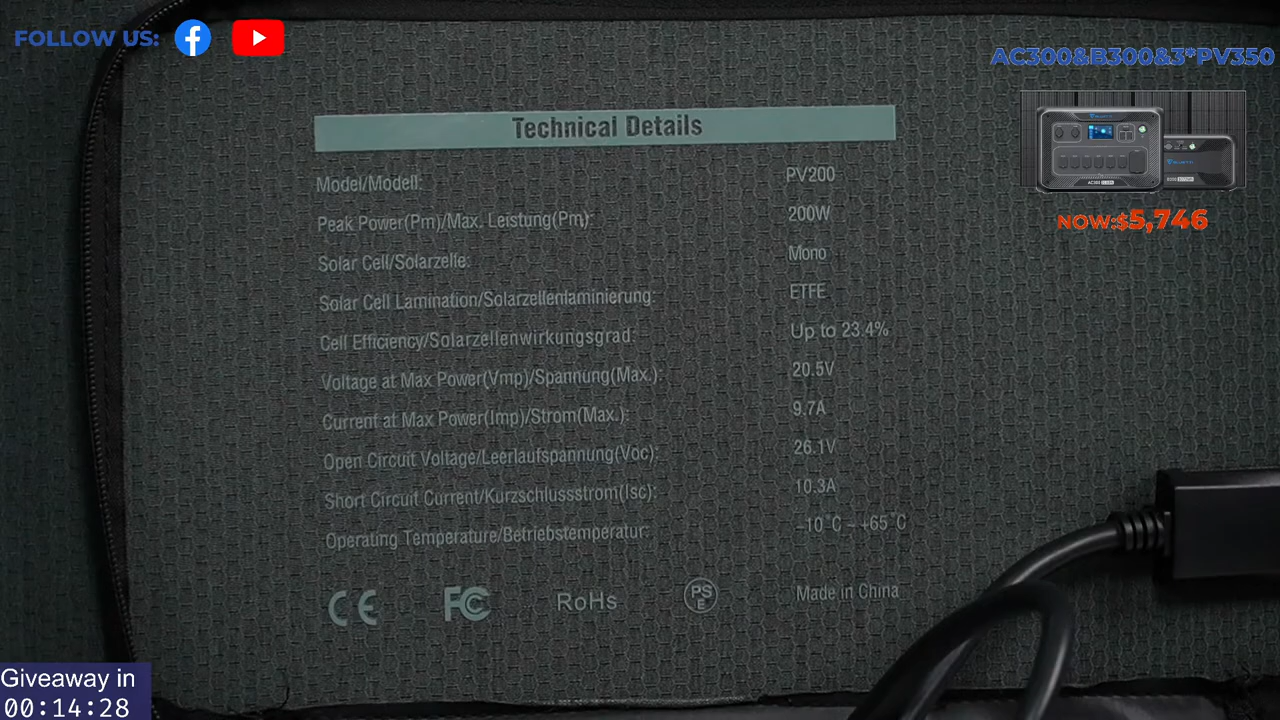 FOLLOW US:
AC300&B300&3*PV350
NOW:$5,746
Technical Details
Model/Modell: PV200
Peak Power(Pm)/Max. Leistung(Pm): 200W
Solar Cell/Solarzelle: Mono
Solar Cell Lamination/Solarzellenlaminierung: ETFE
Cell Efficiency/Solarzellenwirkungsgrad: Up to 23.4%
Voltage at Max Power(Vmp)/Spannung(Max.): 20.5V
Current at Max Power(Imp)/Strom(Max.): 9.7A
Open Circuit Voltage/Leerlaufspannung(Voc): 26.1V
Short Circuit Current/Kurzschlussstrom(Isc): 10.3A
Operating Temperature/Betriebstemperatur: -10°C - +65°C
CE FC RoHs PSE Made in China
Giveaway in
00:14:28